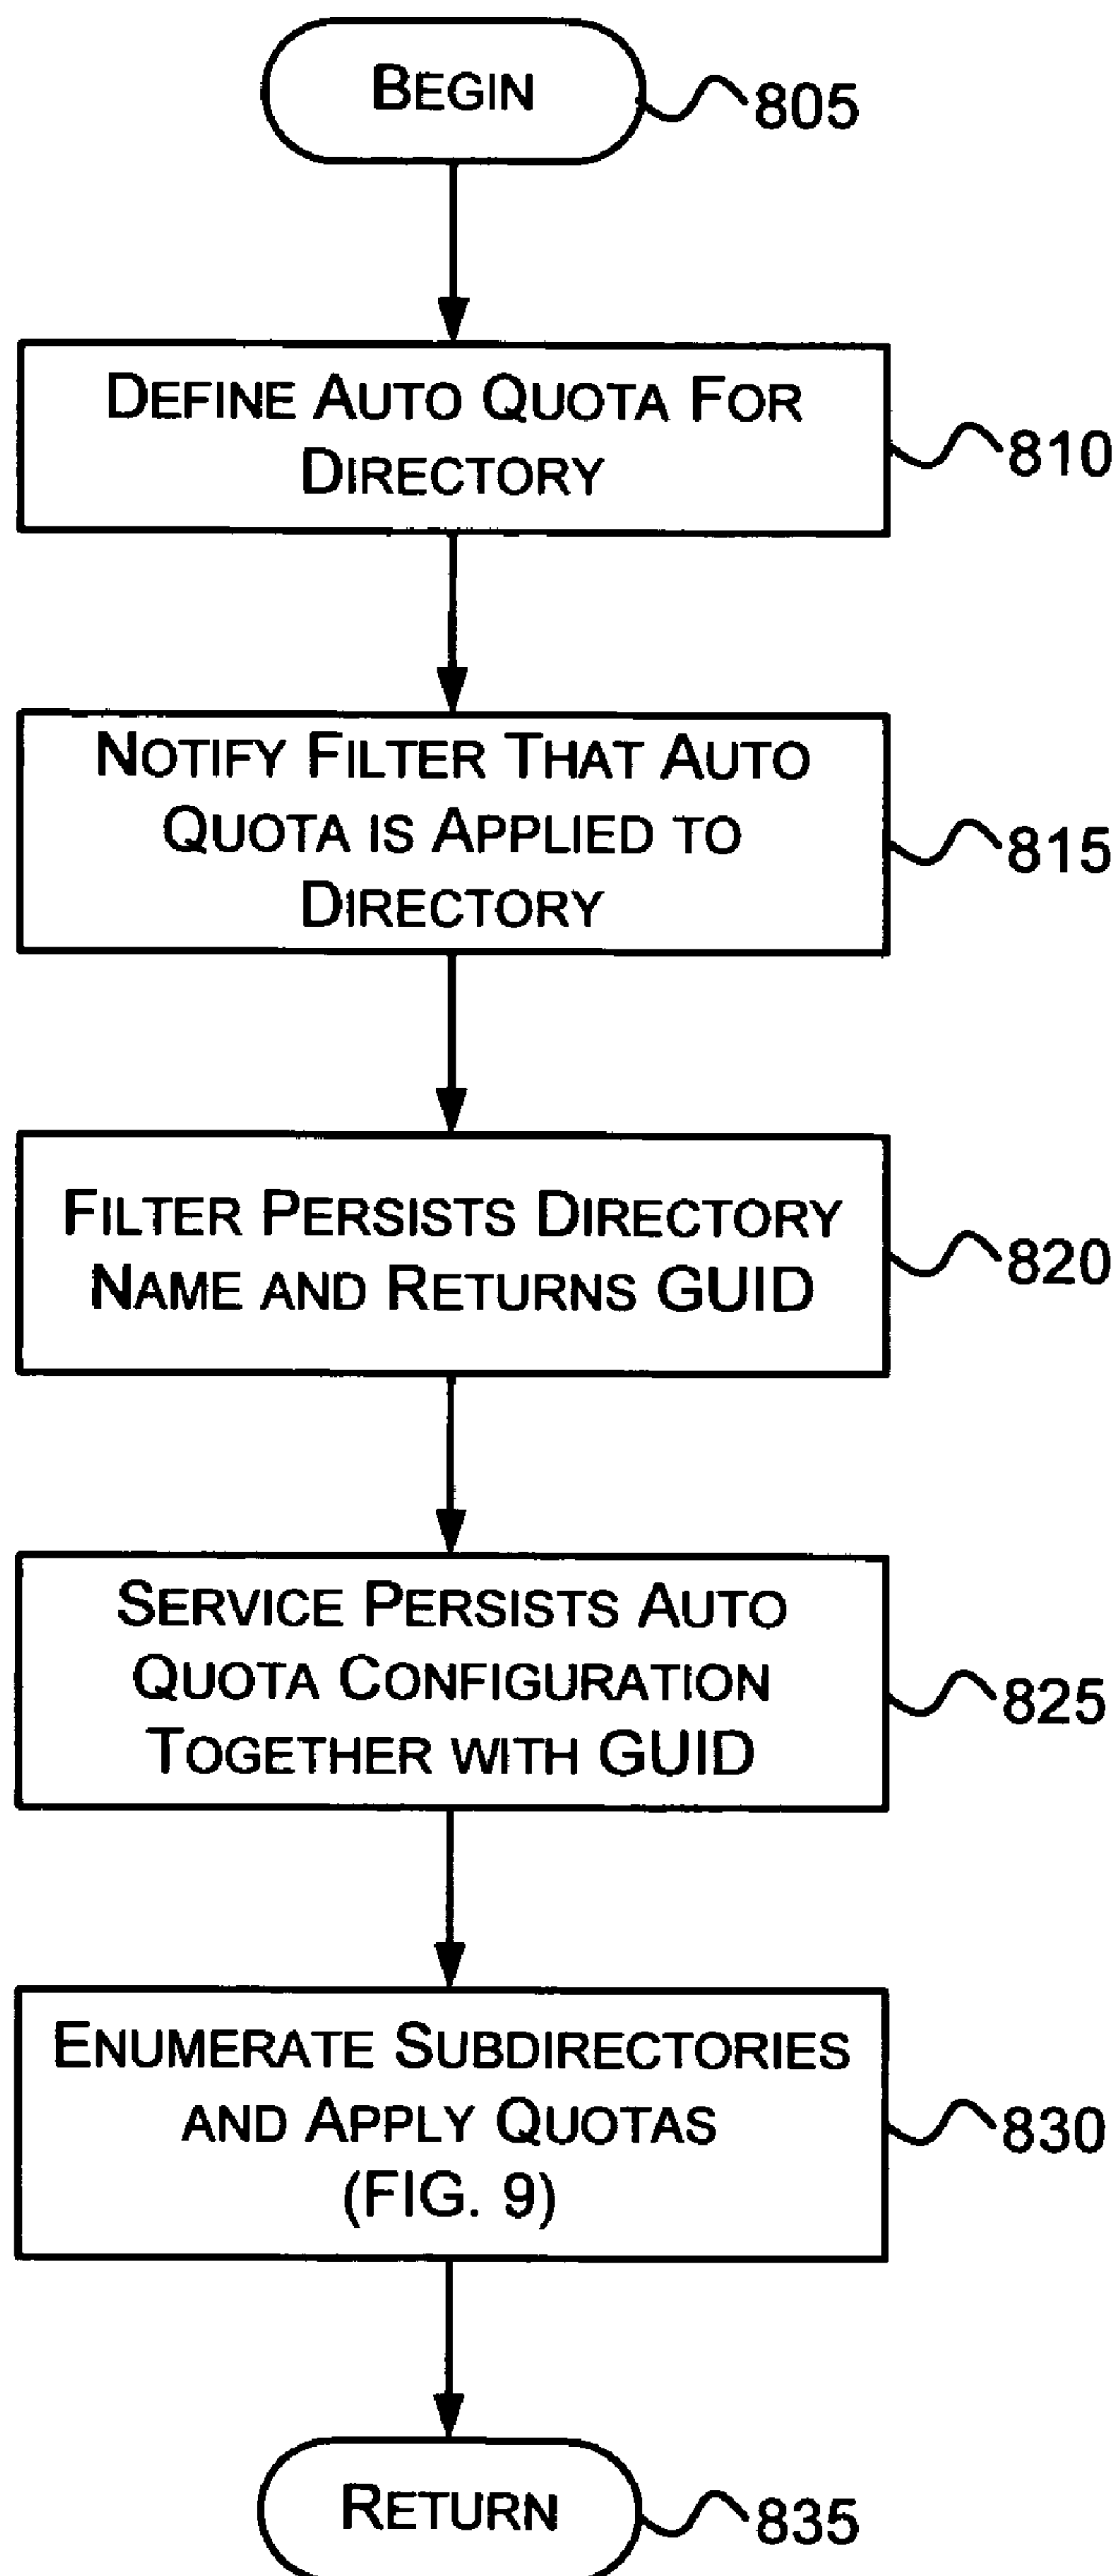 BEGIN
805
DEFINE AUTO QUOTA FOR
DIRECTORY
810
NOTIFY FILTER THAT AUTO
QUOTA IS APPLIED TO
DIRECTORY
815
FILTER PERSISTS DIRECTORY
NAME AND RETURNS GUID
820
SERVICE PERSISTS AUTO
QUOTA CONFIGURATION
TOGETHER WITH GUID
825
ENUMERATE SUBDIRECTORIES
AND APPLY QUOTAS
(FIG. 9)
830
RETURN
835